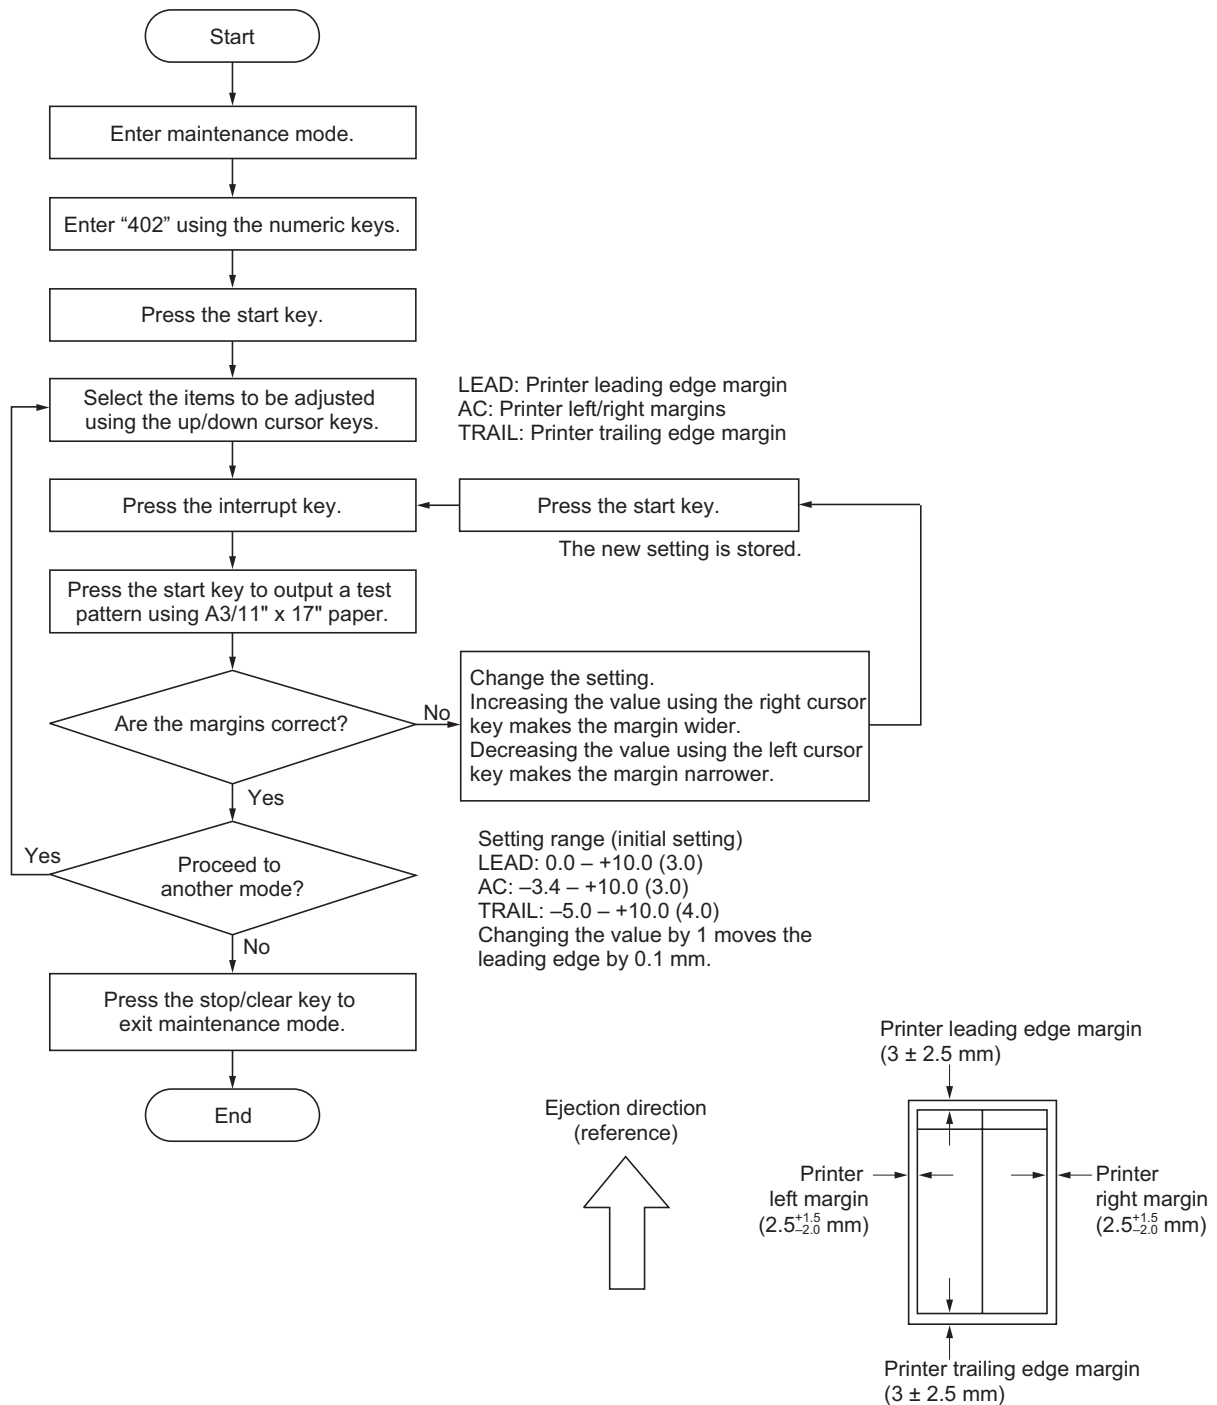 Start
Enter maintenance mode.
Enter “402” using the numeric keys.
Press the start key.
Select the items to be adjusted
using the up/down cursor keys.
LEAD: Printer leading edge margin
AC: Printer left/right margins
TRAIL: Printer trailing edge margin
Press the interrupt key.
Press the start key.
The new setting is stored.
Press the start key to output a test
pattern using A3/11" x 17" paper.
Are the margins correct?
No
Change the setting.
Increasing the value using the right cursor
key makes the margin wider.
Decreasing the value using the left cursor
key makes the margin narrower.
Yes
Yes
Proceed to
another mode?
Setting range (initial setting)
LEAD: 0.0 – +10.0 (3.0)
AC: –3.4 – +10.0 (3.0)
TRAIL: –5.0 – +10.0 (4.0)
Changing the value by 1 moves the
leading edge by 0.1 mm.
No
Press the stop/clear key to
exit maintenance mode.
End
Ejection direction
(reference)
Printer leading edge margin
(3 ± 2.5 mm)
Printer
left margin
(2.5+1.5 –2.0 mm)
Printer
right margin
(2.5+1.5 –2.0 mm)
Printer trailing edge margin
(3 ± 2.5 mm)